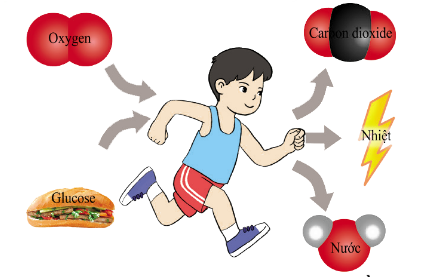 Oxygen
Carbon dioxide
Nhiệt
Glucose
Nước